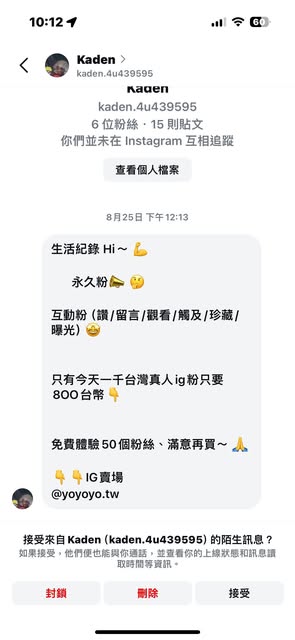 10:12
60
Kaden
kaden.4u439595
Kaden
kaden.4u439595
6 位粉絲・15 則貼文
你們並未在 Instagram 互相追蹤
查看個人檔案
8月25日 下午12:13
生活紀錄 Hi～ 💪
永久粉📣 🤔
互動粉 (讚/留言/觀看/觸及/珍藏/
曝光) 🤩
只有今天一千台灣真人ig粉只要
800台幣👇
免費體驗50個粉絲、滿意再買～ 🙏
👇👇IG賣場
@yoyoyo.tw
接受來自 Kaden (kaden.4u439595) 的陌生訊息？
如果接受，他們便也能與你通話，並查看你的上線狀態和訊息讀
取時間等資訊。
封鎖
刪除
接受